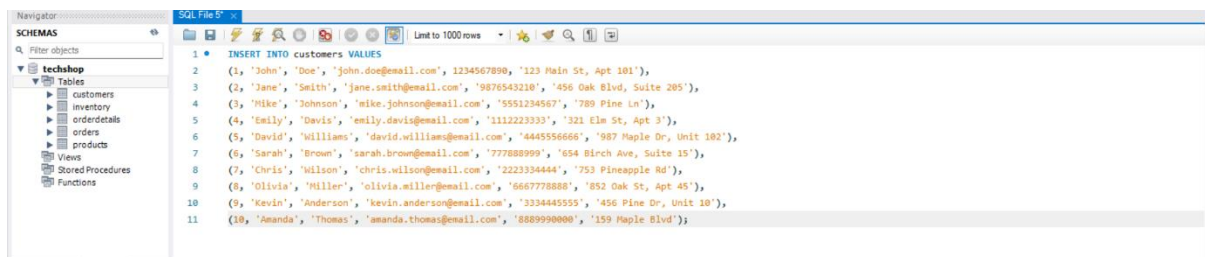 Navigator
SCHEMAS
Filter objects
techshop
Tables
customers
inventory
orderdetails
orders
products
Views
Stored Procedures
Functions
SQL File 5*
Limit to 1000 rows
1 INSERT INTO customers VALUES
2 (1, 'John', 'Doe', 'john.doe@email.com', 1234567890, '123 Main St, Apt 101'),
3 (2, 'Jane', 'Smith', 'jane.smith@email.com', '9876543210', '456 Oak Blvd, Suite 205'),
4 (3, 'Mike', 'Johnson', 'mike.johnson@email.com', '5551234567', '789 Pine Ln'),
5 (4, 'Emily', 'Davis', 'emily.davis@email.com', '1112223333', '321 Elm St, Apt 3'),
6 (5, 'David', 'Williams', 'david.williams@email.com', '4445556666', '987 Maple Dr, Unit 102'),
7 (6, 'Sarah', 'Brown', 'sarah.brown@email.com', '777888999', '654 Birch Ave, Suite 15'),
8 (7, 'Chris', 'Wilson', 'chris.wilson@email.com', '2223334444', '753 Pineapple Rd'),
9 (8, 'Olivia', 'Miller', 'olivia.miller@email.com', '6667778888', '852 Oak St, Apt 45'),
10 (9, 'Kevin', 'Anderson', 'kevin.anderson@email.com', '3334445555', '456 Pine Dr, Unit 10'),
11 (10, 'Amanda', 'Thomas', 'amanda.thomas@email.com', '8889990000', '159 Maple Blvd');